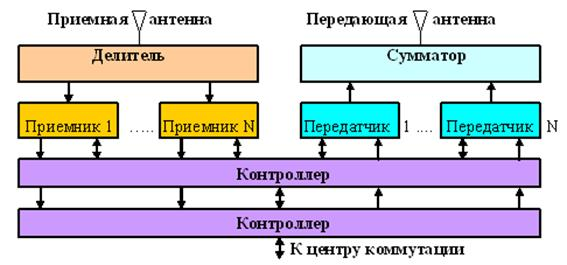 Приемная антенна Передающая антенна
Делитель Сумматор
Приемник 1 ..... Приемник N Передатчик 1 .... Передатчик N
Контроллер
Контроллер
К центру коммутации